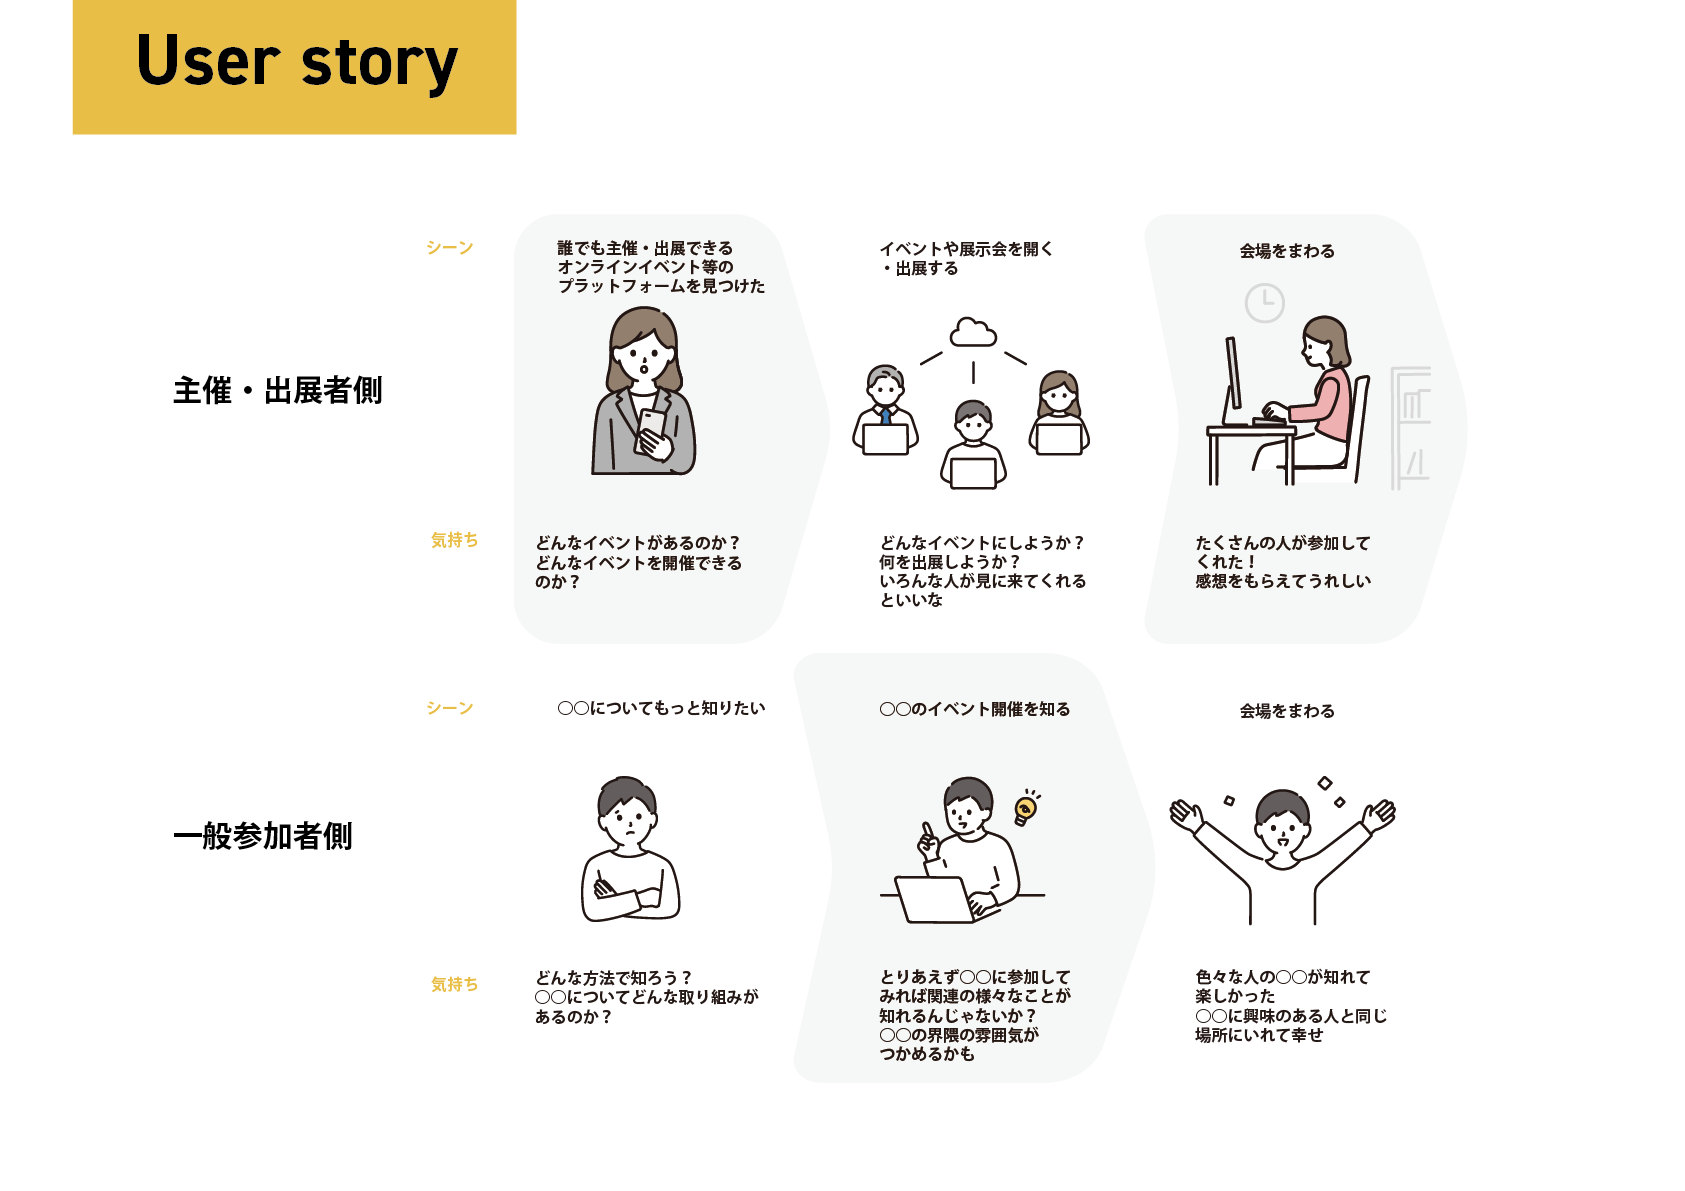 User story
主催・出展者側
シーン
誰でも主催・出展できる
オンラインイベント等の
プラットフォームを見つけた
イベントや展示会を開く
・出展する
会場をまわる
気持ち
どんなイベントがあるのか？
どんなイベントを開催できる
のか？
どんなイベントにしようか？
何を出展しようか？
いろんな人が見に来てくれる
といいな
たくさんの人が参加して
くれた！
感想をもらえてうれしい
一般参加者側
シーン
〇〇についてもっと知りたい
〇〇のイベント開催を知る
会場をまわる
気持ち
どんな方法で知ろう？
〇〇についてどんな取り組みが
あるのか？
とりあえず〇〇に参加して
みれば関連の様々なことが
知れるんじゃないか？
〇〇の界隈の雰囲気が
つかめるかも
色々な人の〇〇が知れて
楽しかった
〇〇に興味のある人と同じ
場所にいれて幸せ